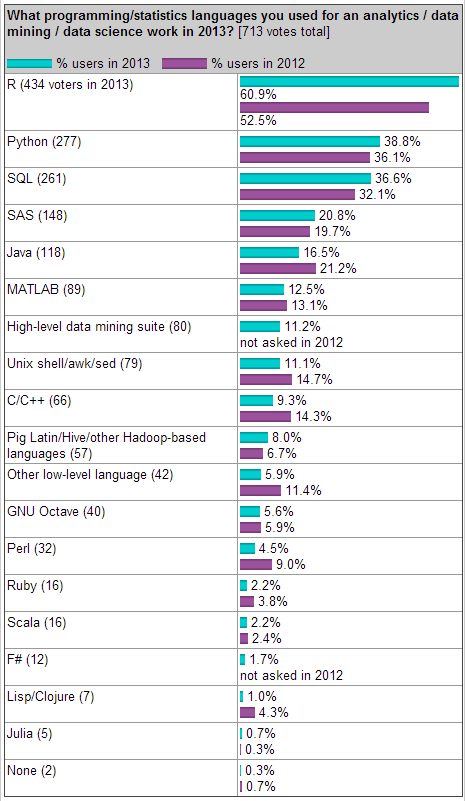 What programming/statistics languages you used for an analytics / data
mining / data science work in 2013? [713 votes total]
% users in 2013 % users in 2012
R (434 voters in 2013)
60.9%
52.5%
Python (277)
38.8%
36.1%
SQL (261)
36.6%
32.1%
SAS (148)
20.8%
19.7%
Java (118)
16.5%
21.2%
MATLAB (89)
12.5%
13.1%
High-level data mining suite (80)
11.2%
not asked in 2012
Unix shell/awk/sed (79)
11.1%
14.7%
C/C++ (66)
9.3%
14.3%
Pig Latin/Hive/other Hadoop-based
languages (57)
8.0%
6.7%
Other low-level language (42)
5.9%
11.4%
GNU Octave (40)
5.6%
5.9%
Perl (32)
4.5%
9.0%
Ruby (16)
2.2%
3.8%
Scala (16)
2.2%
2.4%
F# (12)
1.7%
not asked in 2012
Lisp/Clojure (7)
1.0%
4.3%
Julia (5)
0.7%
0.3%
None (2)
0.3%
0.7%